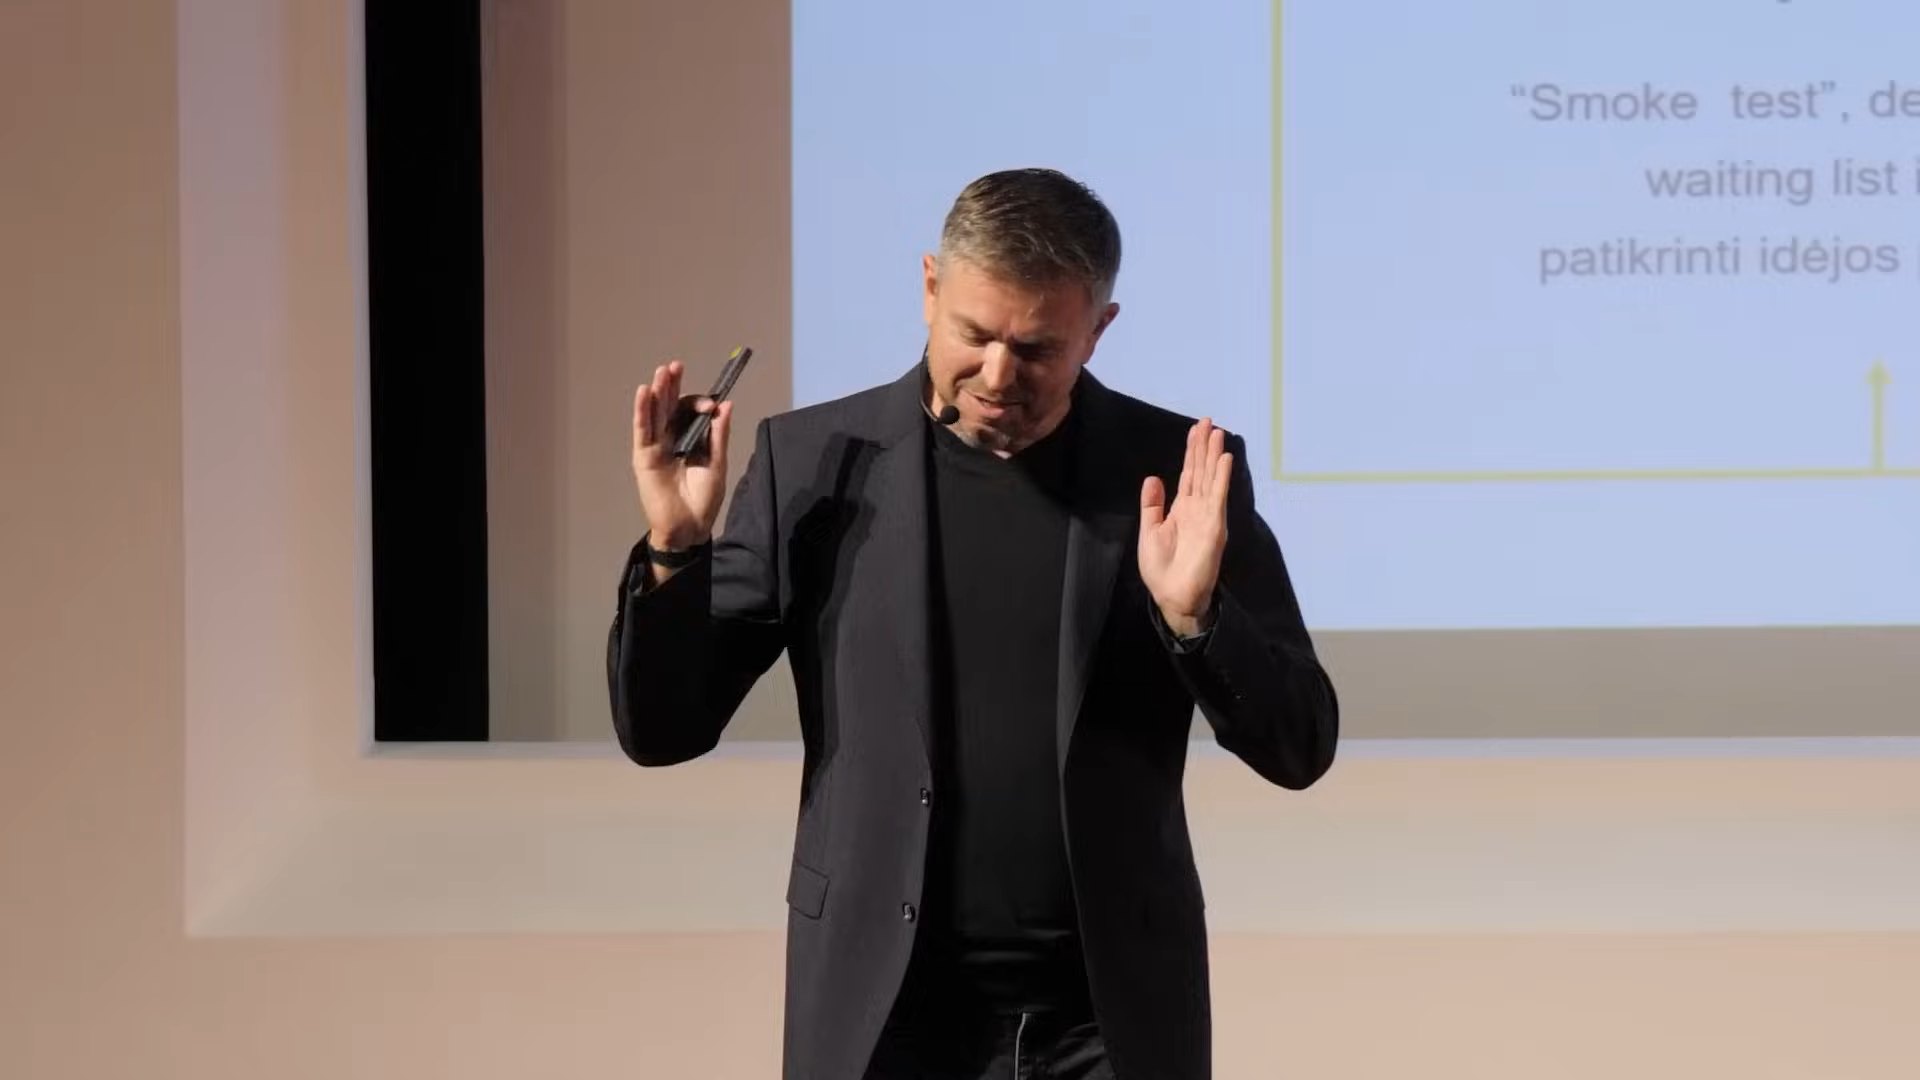 “Smoke test”, de
waiting list i
patikrinti idėjos